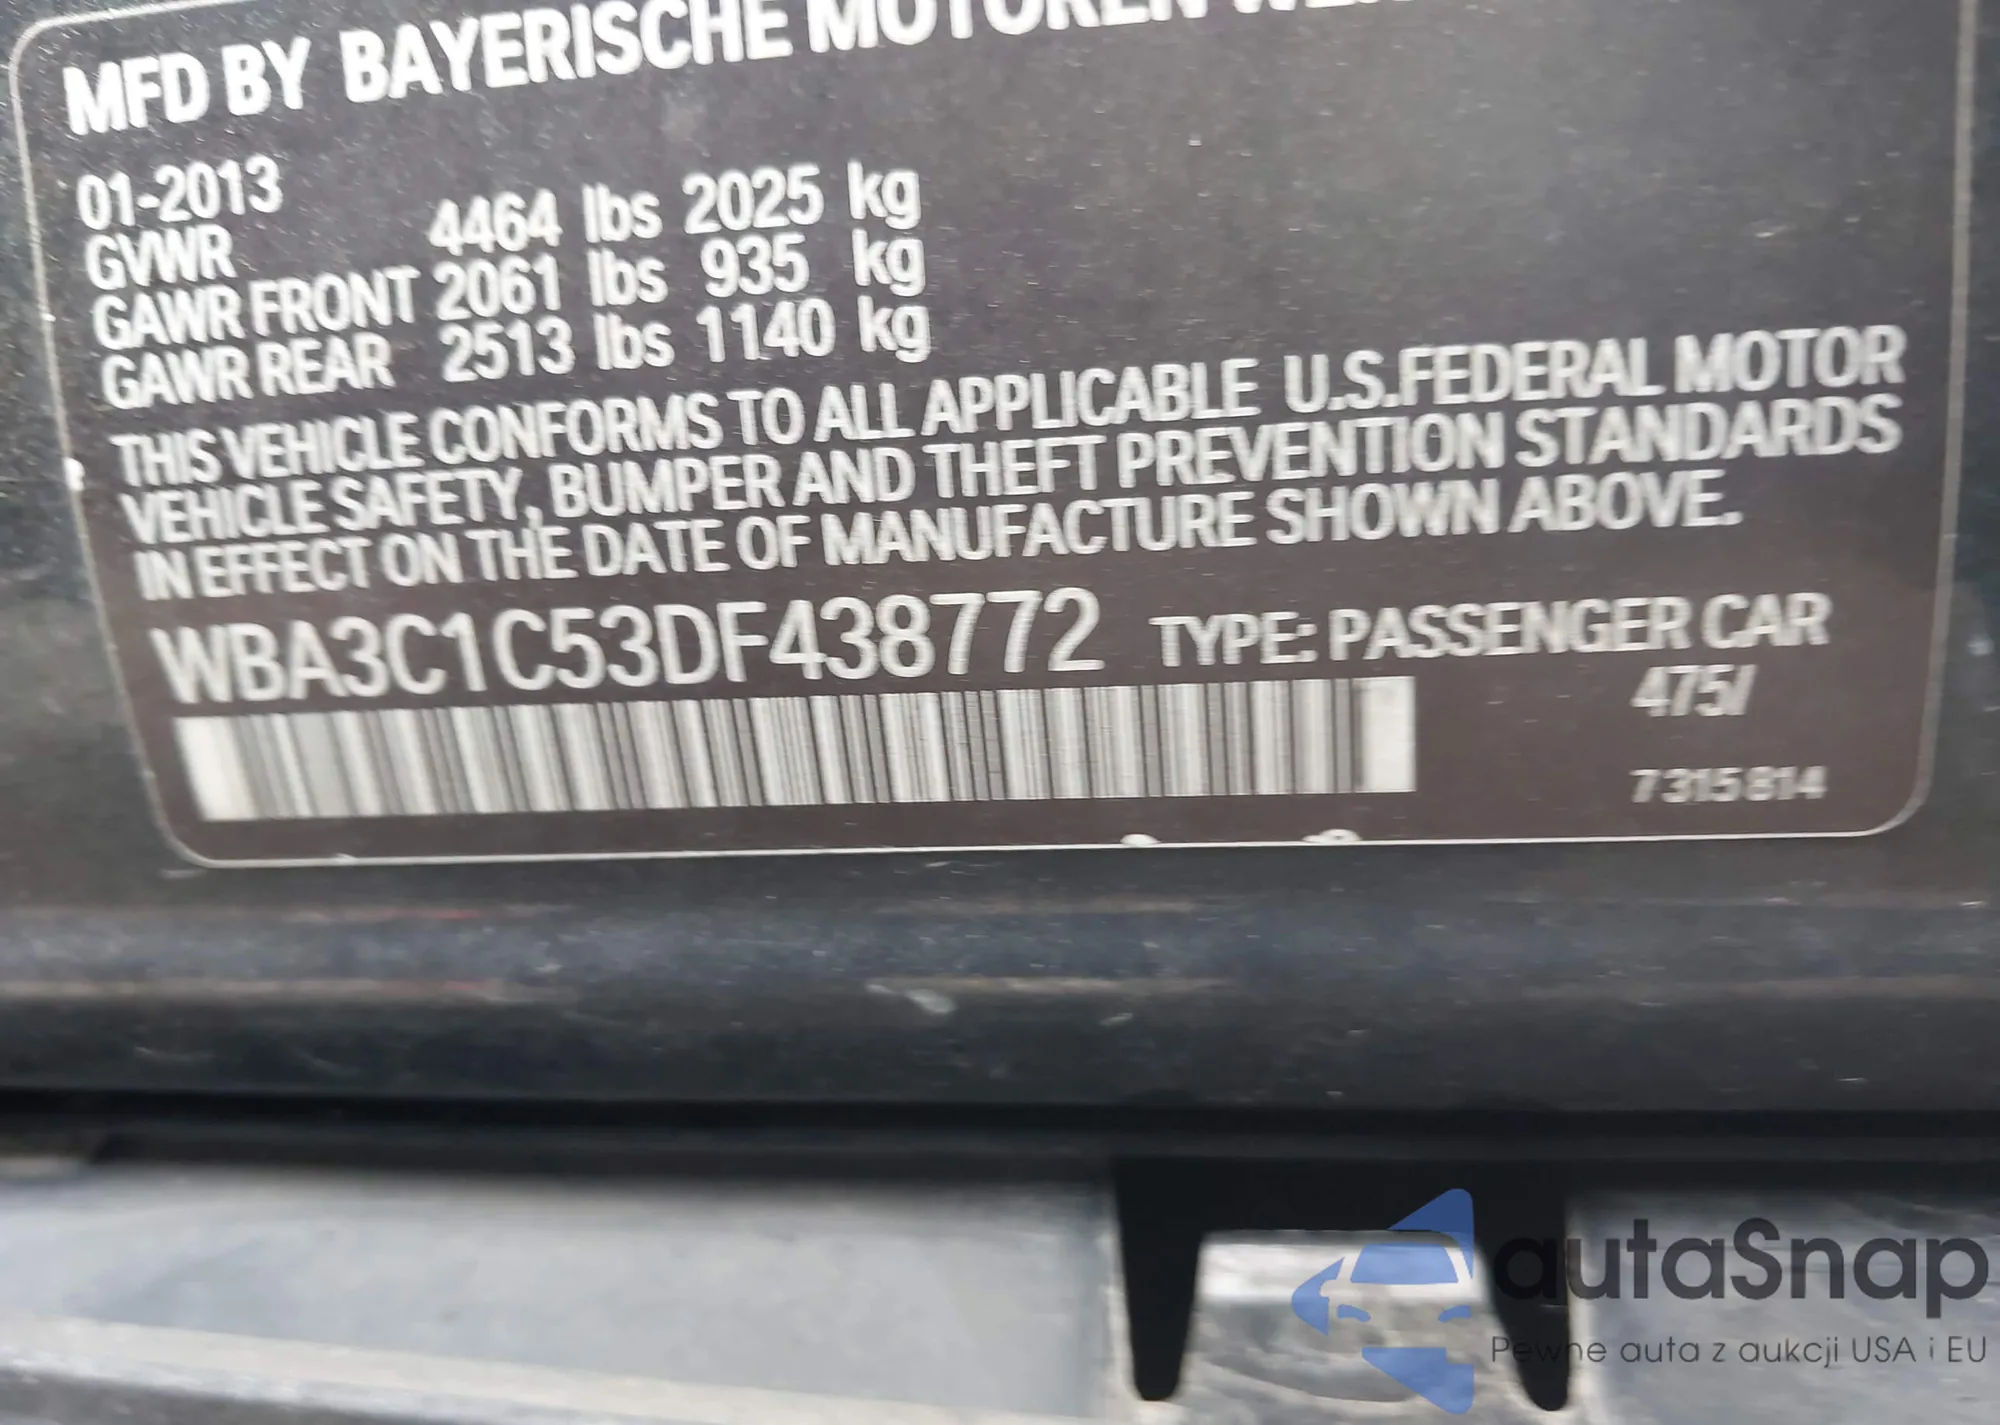 MFD BY BAYERISCHE MOTOREN
01-2013
GVWR 4464 lbs 2025 kg
GAWR FRONT 2061 lbs 935 kg
GAWR REAR 2513 lbs 1140 kg
THIS VEHICLE CONFORMS TO ALL APPLICABLE U.S.FEDERAL MOTOR
VEHICLE SAFETY, BUMPER AND THEFT PREVENTION STANDARDS
IN EFFECT ON THE DATE OF MANUFACTURE SHOWN ABOVE.
WBA3C1C53DF438772 TYPE: PASSENGER CAR
475/
7315814
autaSnap
Pewne auta z aukcji USA i EU